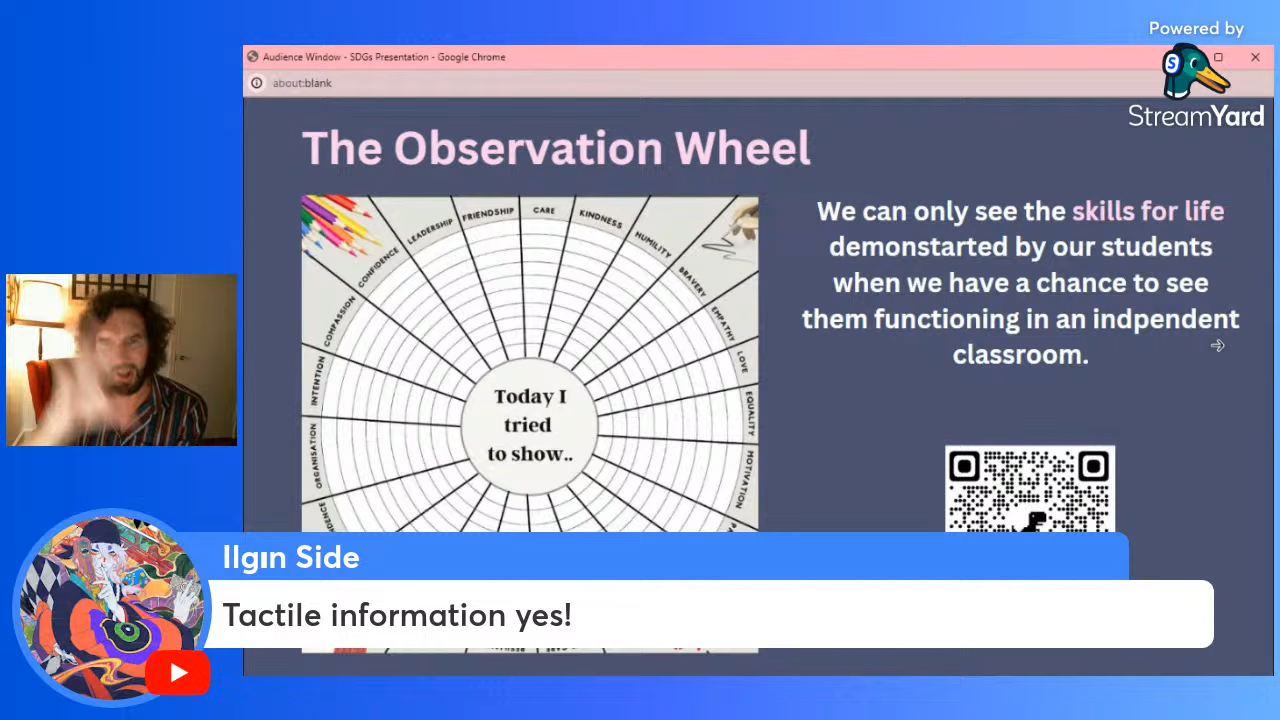 Powered by
StreamYard
Audience Window - SDGs Presentation - Google Chrome
about:blank
The Observation Wheel
We can only see the skills for life
demonstarted by our students
when we have a chance to see
them functioning in an indpendent
classroom.
INTENTION
COMPASSION
CONFIDENCE
LEADERSHIP
FRIENDSHIP
CARE
KINDNESS
HUMILITY
BRAVERY
EMPATHY
LOVE
EQUALITY
MOTIVATION
ORGANISATION
Today I
tried
to show..
Ilgın Side
Tactile information yes!